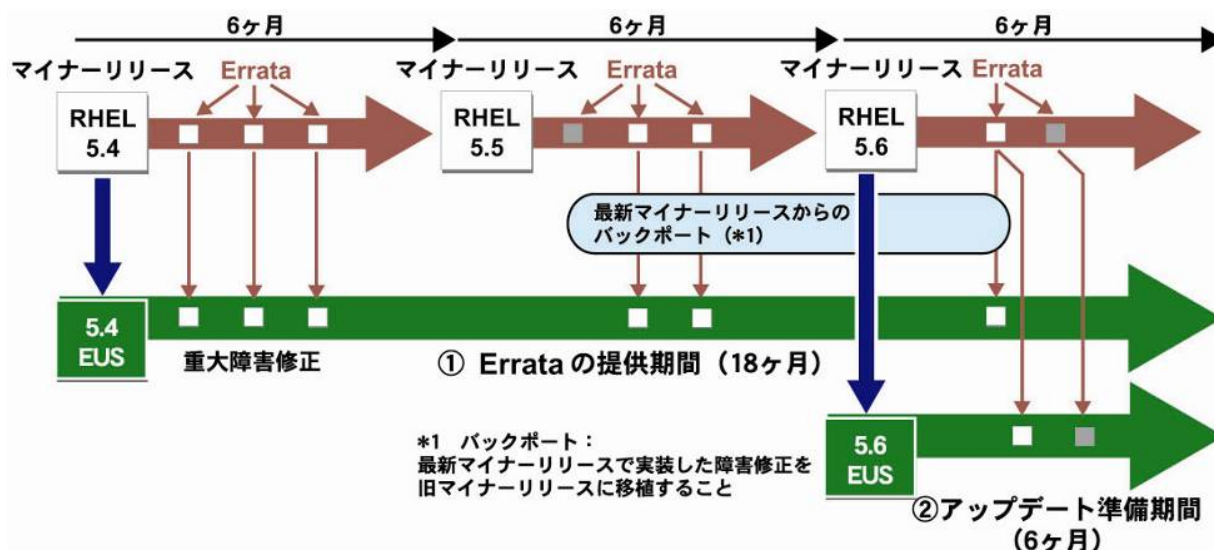 6ヶ月
6ヶ月
6ヶ月
マイナーリリース Errata
マイナーリリース Errata
マイナーリリース Errata
RHEL
5.4
RHEL
5.5
RHEL
5.6
最新マイナーリリースからの
バックポート（*1）
5.4
EUS
重大障害修正
① Errata の提供期間（18ヶ月）
*1 バックポート：
最新マイナーリリースで実装した障害修正を
旧マイナーリリースに移植すること
5.6
EUS
②アップデート準備期間
（6ヶ月）